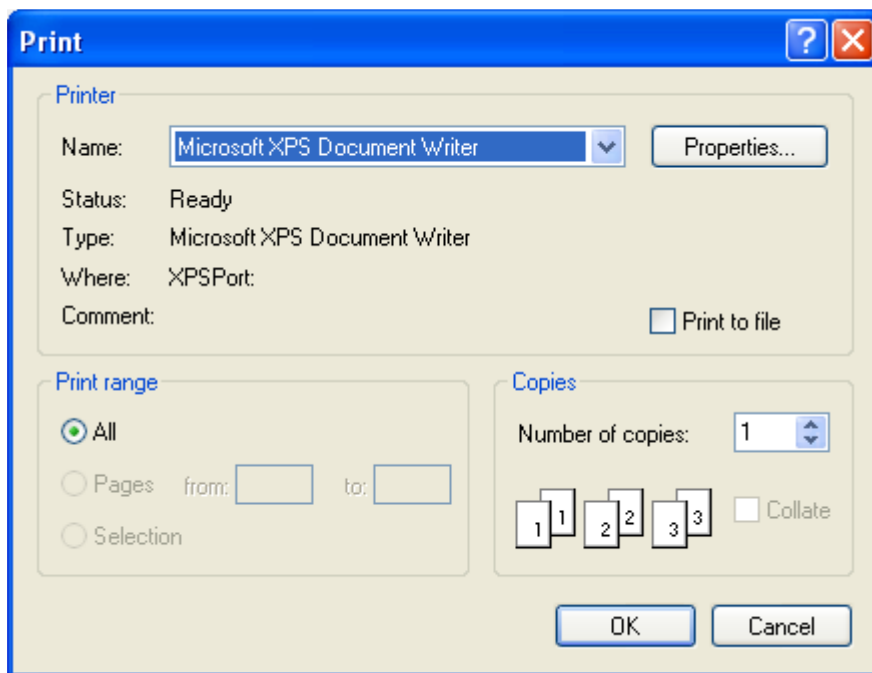 Print
Printer
Name: Microsoft XPS Document Writer Properties...
Status: Ready
Type: Microsoft XPS Document Writer
Where: XPSPort:
Comment: Print to file
Print range
All
Pages from: to:
Selection
Copies
Number of copies: 1
1 1 2 2 3 3 Collate
OK Cancel